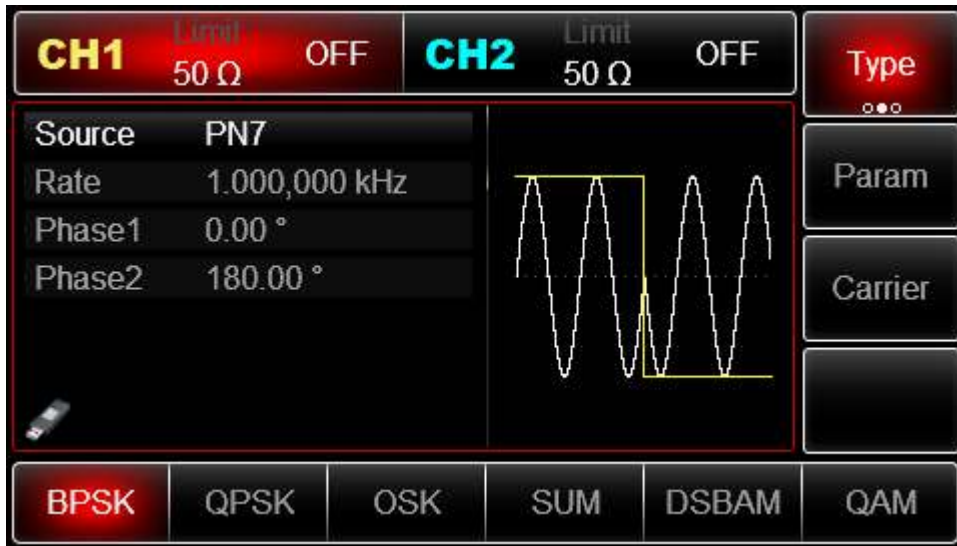 CH1 Limit 50 Ω OFF
CH2 Limit 50 Ω OFF
Type
Source PN7
Rate 1.000,000 kHz
Phase1 0.00 °
Phase2 180.00 °
Param
Carrier
BPSK QPSK OSK SUM DSBAM QAM